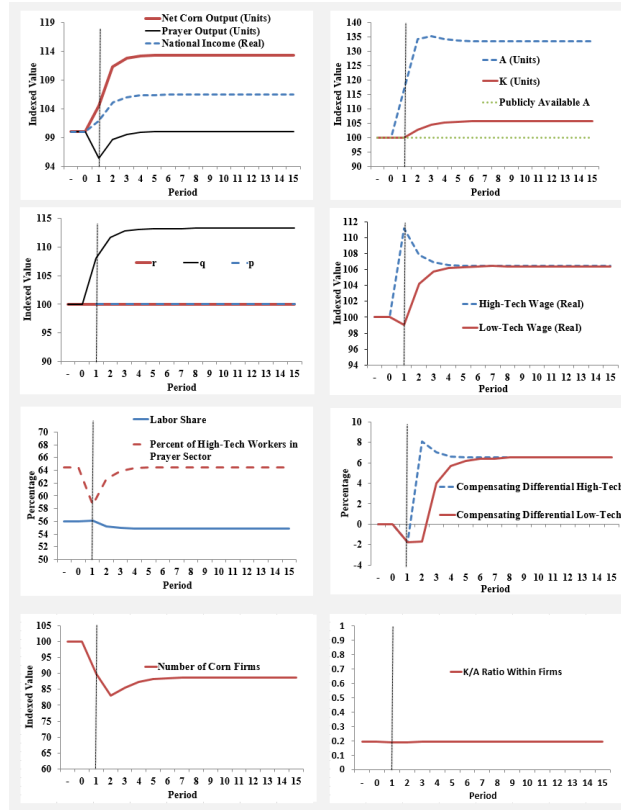 119
114
109
104
99
94
Indexed Value
Net Corn Output (Units)
Prayer Output (Units)
National Income (Real)
- 0 1 2 3 4 5 6 7 8 9 10 11 12 13 14 15
Period
140
135
130
125
120
115
110
105
100
95
90
Indexed Value
A (Units)
K (Units)
Publicly Available A
- 0 1 2 3 4 5 6 7 8 9 10 11 12 13 14 15
Period
115
110
105
100
95
90
Indexed Value
r q -p
- 0 1 2 3 4 5 6 7 8 9 10 11 12 13 14 15
Period
112
110
108
106
104
102
100
98
96
94
Indexed Value
High-Tech Wage (Real)
Low-Tech Wage (Real)
- 0 1 2 3 4 5 6 7 8 9 10 11 12 13 14 15
Period
Labor Share
Percent of High-Tech Workers in
Prayer Sector
70
68
66
64
62
60
58
56
54
52
50
Percentage
- 0 1 2 3 4 5 6 7 8 9 10 11 12 13 14 15
Period
10
8
6
4
2
0
-2
-4
Percentage
Compensating Differential High-Tech
Compensating Differential Low-Tech
- 0 1 2 3 4 5 6 7 8 9 10 11 12 13 14 15
Period
105
100
95
90
85
80
75
70
65
60
Indexed Value
Number of Corn Firms
- 0 1 2 3 4 5 6 7 8 9 10 11 12 13 14 15
Period
1
0.9
0.8
0.7
0.6
0.5
0.4
0.3
0.2
0.1
0
K/A Ratio Within Firms
- 0 1 2 3 4 5 6 7 8 9 10 11 12 13 14 15
Period